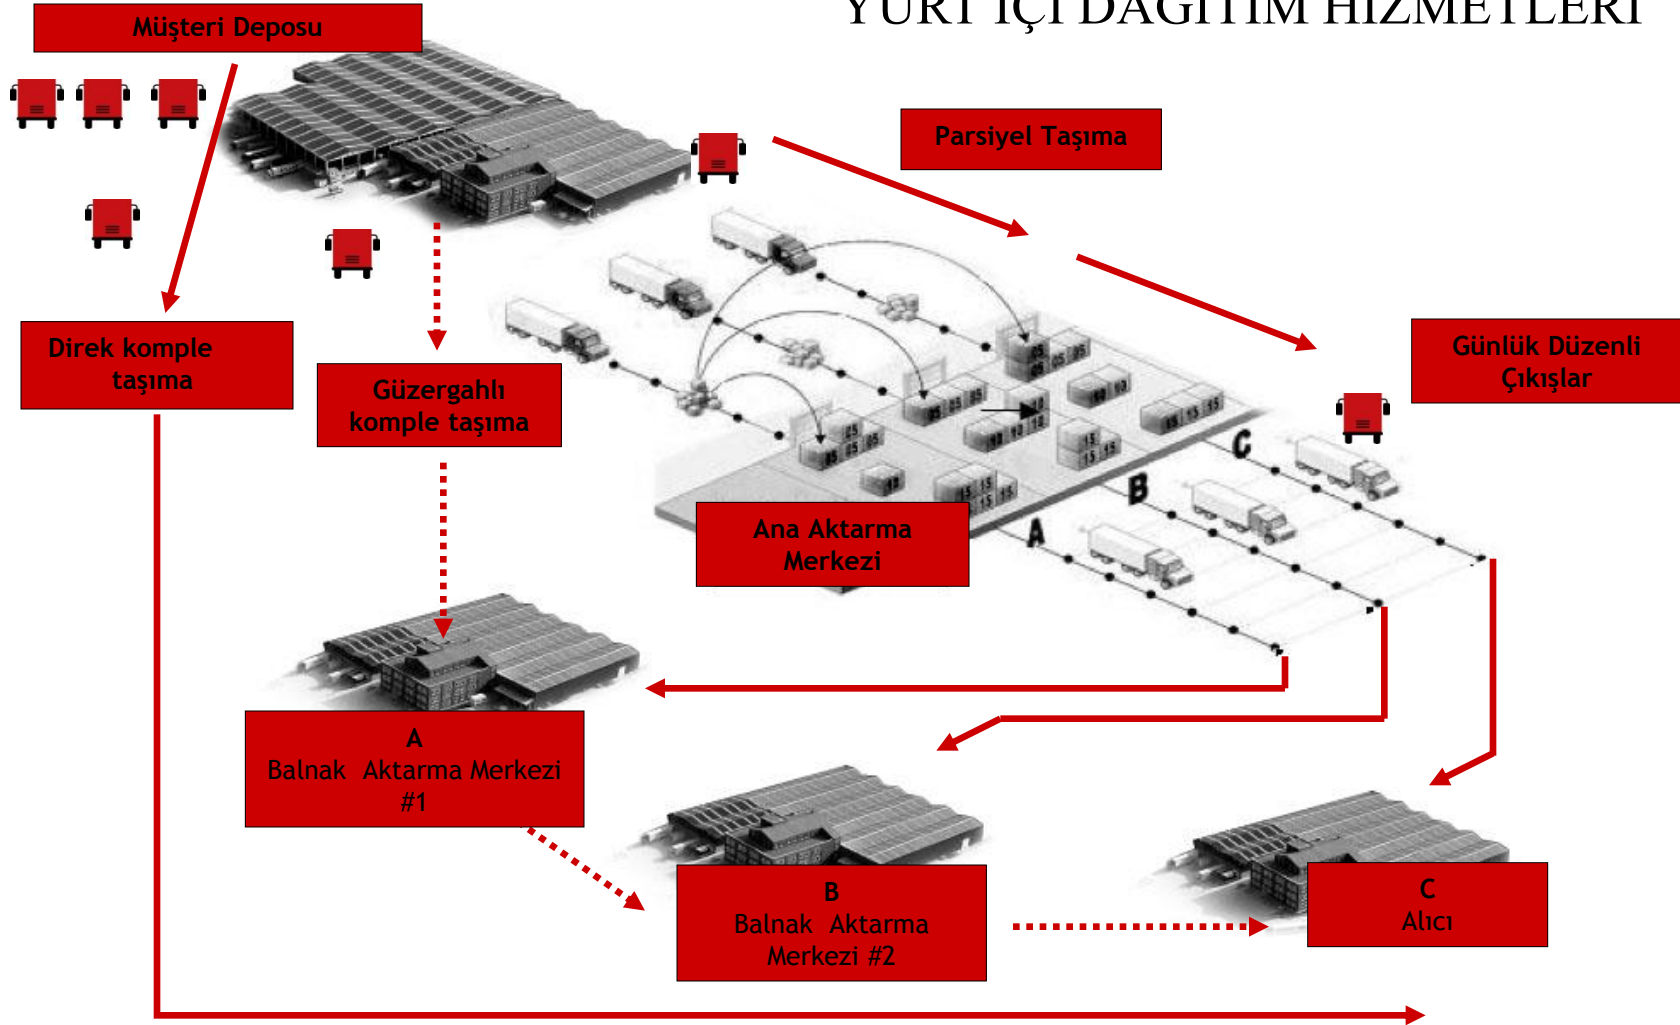 YURT İÇİ DAĞITIM HİZMETLERİ
Müşteri Deposu
Parsiyel Taşıma
Direk komple
taşıma
Güzergahlı
komple taşıma
Günlük Düzenli
Çıkışlar
Ana Aktarma
Merkezi
C
B
A
A
Balnak Aktarma Merkezi
#1
B
Balnak Aktarma
Merkezi #2
C
Alıcı